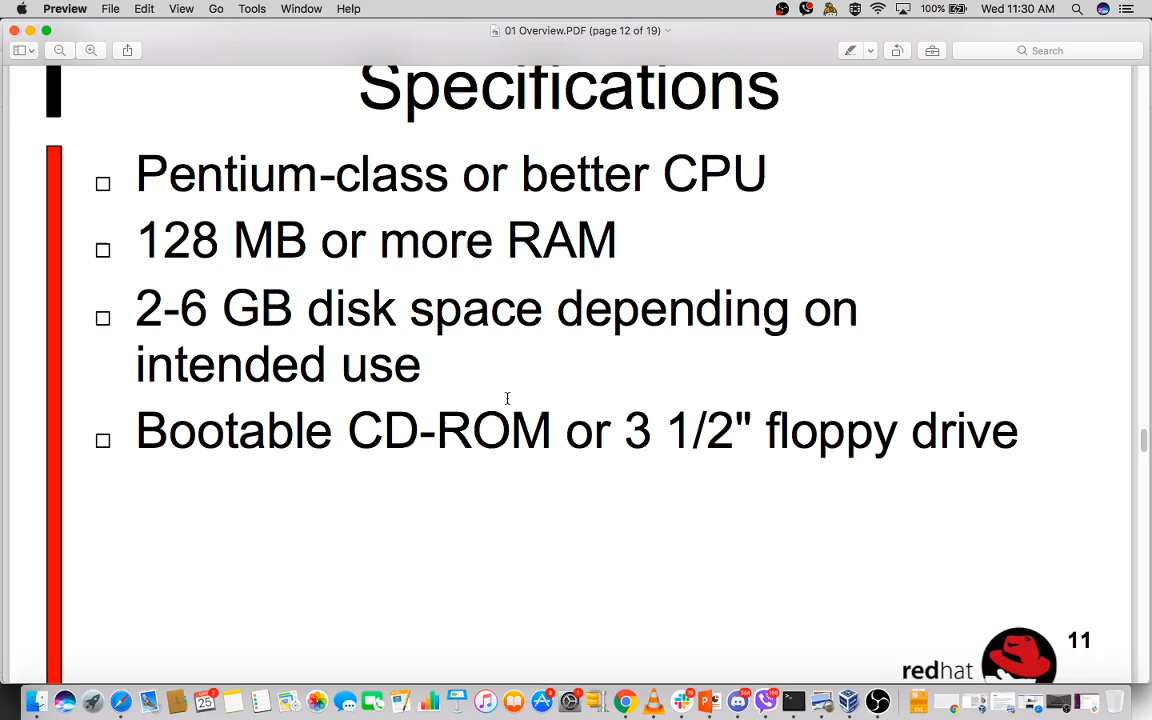 Preview File Edit View Go Tools Window Help 100% Wed 11:30 AM
01 Overview.PDF (page 12 of 19)
Search
Specifications
Pentium-class or better CPU
128 MB or more RAM
2-6 GB disk space depending on
intended use
Bootable CD-ROM or 3 1/2" floppy drive
11
redhat